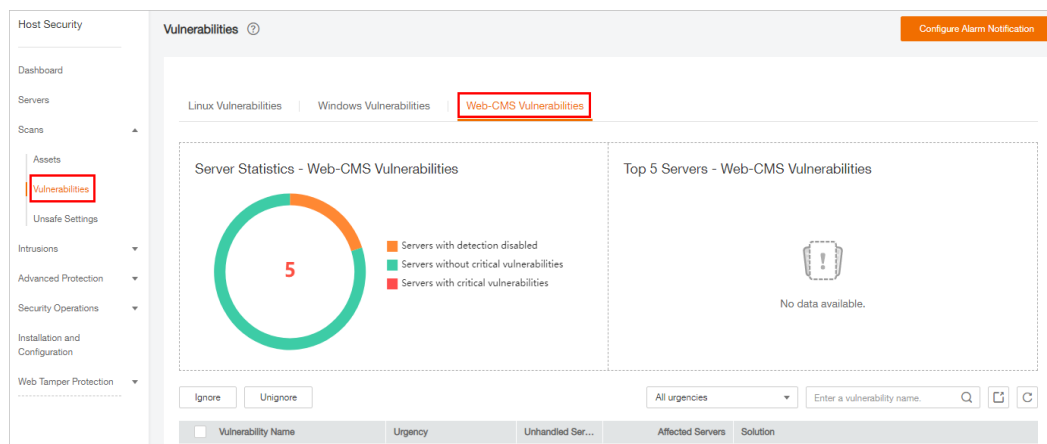 Host Security
Vulnerabilities ?
Configure Alarm Notification
Dashboard
Servers
Scans
Assets
Vulnerabilities
Unsafe Settings
Intrusions
Advanced Protection
Security Operations
Installation and
Configuration
Web Tamper Protection
Linux Vulnerabilities
Windows Vulnerabilities
Web-CMS Vulnerabilities
Server Statistics - Web-CMS Vulnerabilities
5
Servers with detection disabled
Servers without critical vulnerabilities
Servers with critical vulnerabilities
Top 5 Servers - Web-CMS Vulnerabilities
!
No data available.
Ignore
Unignore
All urgencies
Enter a vulnerability name.
Vulnerability Name Urgency Unhandled Ser... Affected Servers Solution